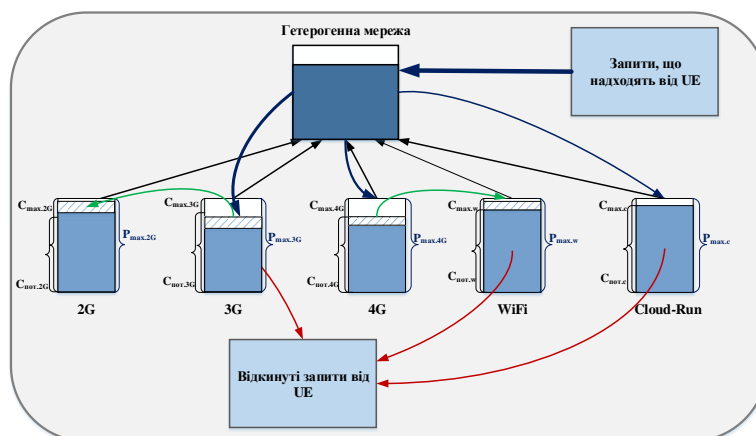 Гетерогенна мережа
Запити, що
надходять від UE
Cmax.2G
Pmax.2G
Cпот.2G
Cmax.3G
Pmax.3G
Cпот.3G
Cmax.4G
Pmax.4G
Cпот.4G
Cmax.w
Pmax.w
Cпот.w
Cmax.c
Pmax.c
Cпот.c
2G
3G
4G
WiFi
Cloud-Run
Відкинуті запити від
UE